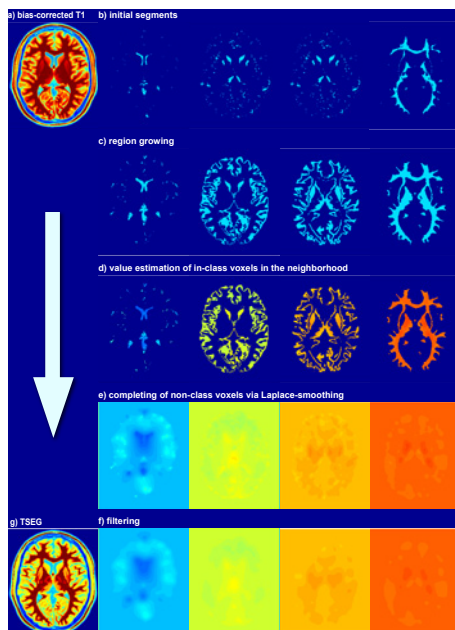 a) bias-corrected T1
b) initial segments
c) region growing
d) value estimation of in-class voxels in the neighborhood
e) completing of non-class voxels via Laplace-smoothing
g) TSEG
f) filtering